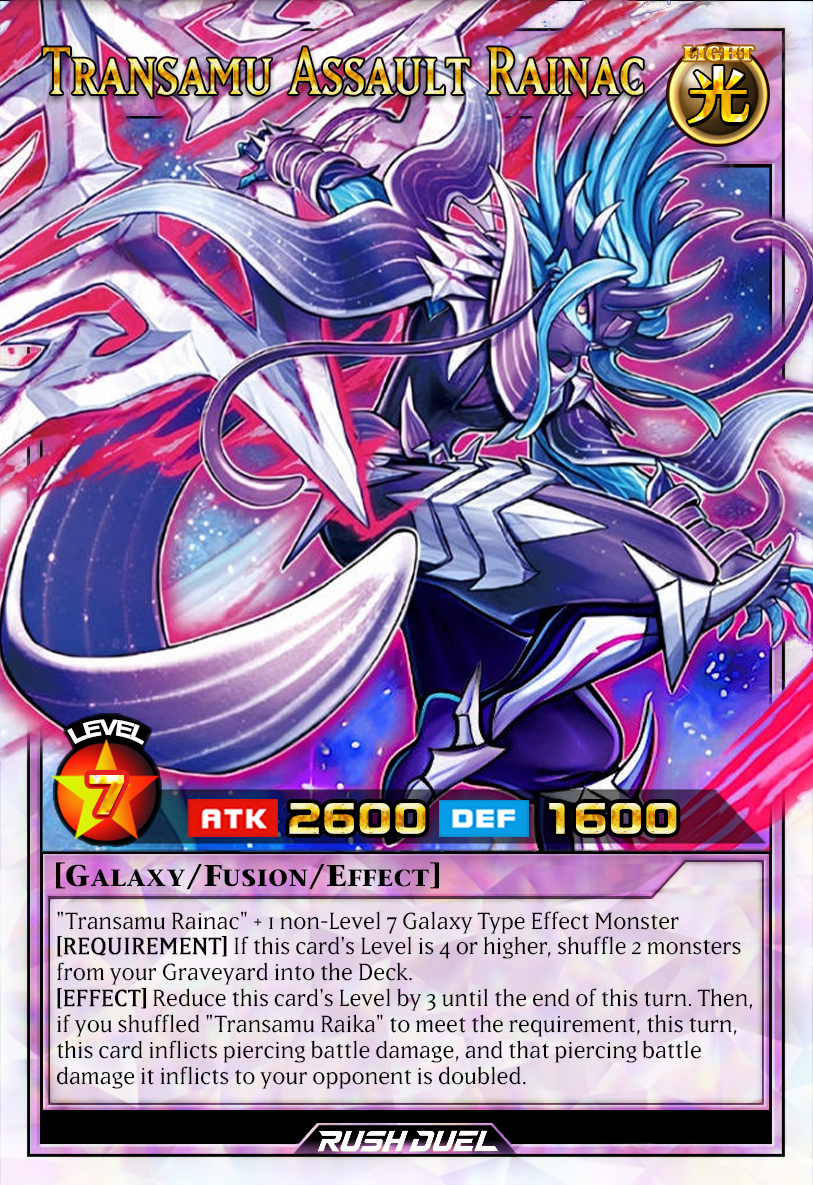 Transamu Assault Rainac
LIGHT
光
LEVEL
7
ATK 2600 DEF 1600
[Galaxy/Fusion/Effect]
"Transamu Rainac" + 1 non-Level 7 Galaxy Type Effect Monster
[REQUIREMENT] If this card's Level is 4 or higher, shuffle 2 monsters
from your Graveyard into the Deck.
[EFFECT] Reduce this card's Level by 3 until the end of this turn. Then,
if you shuffled "Transamu Raika" to meet the requirement, this turn,
this card inflicts piercing battle damage, and that piercing battle
damage it inflicts to your opponent is doubled.
RUSH DUEL